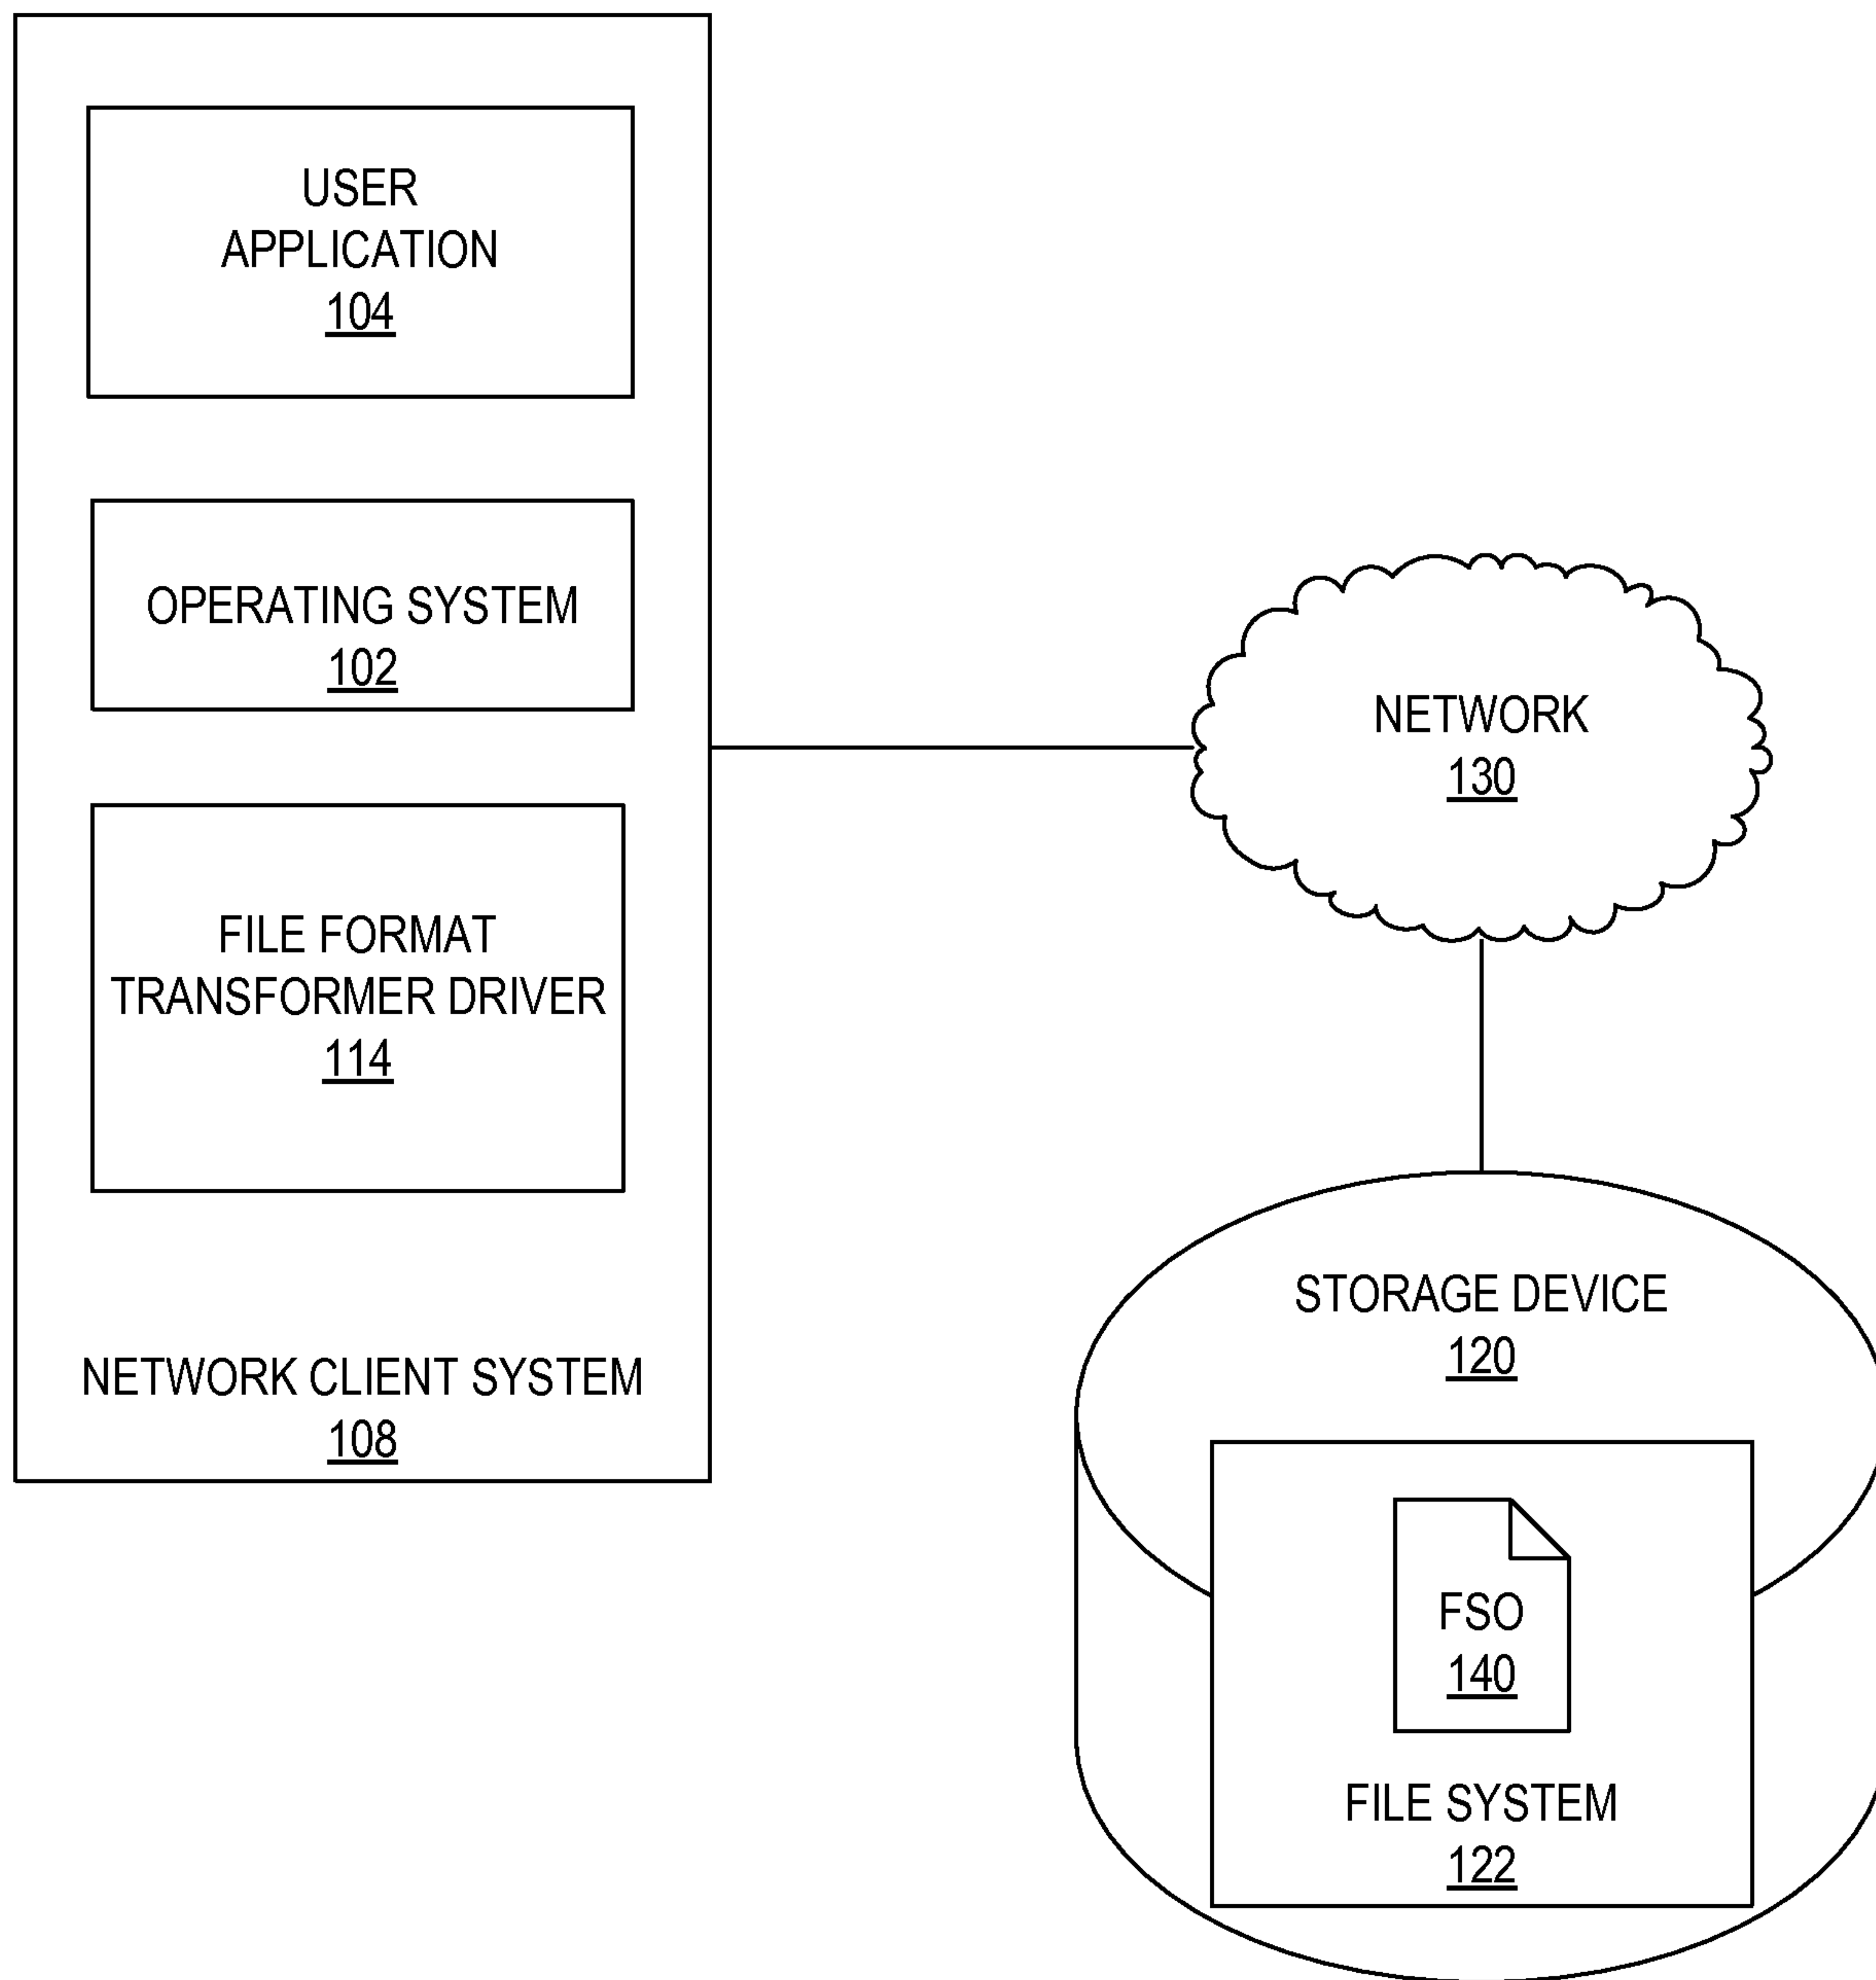 USER
APPLICATION
104
OPERATING SYSTEM
102
FILE FORMAT
TRANSFORMER DRIVER
114
NETWORK CLIENT SYSTEM
108
NETWORK
130
STORAGE DEVICE
120
FSO
140
FILE SYSTEM
122